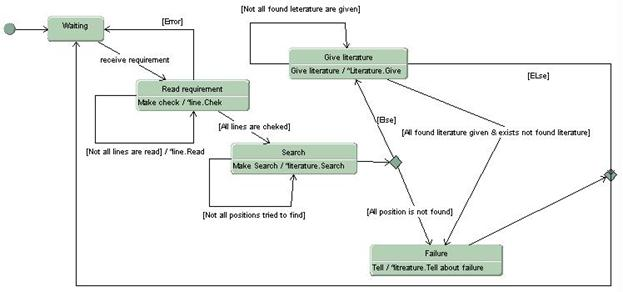 [Not all found leterature are given]
[Error]
Waiting
Give literature
Give literature / ^Literature.Give
receive requirement
[ELse]
Read requirement
Make check / ^line.Chek
[Else]
[All lines are cheked]
[All found literature given & exists not found literature]
[Not all lines are read] / ^line.Read
Search
Make Search / ^literature.Search
[Not all positions tried to find]
[All position is not found]
Failure
Tell / ^litreature.Tell about failure